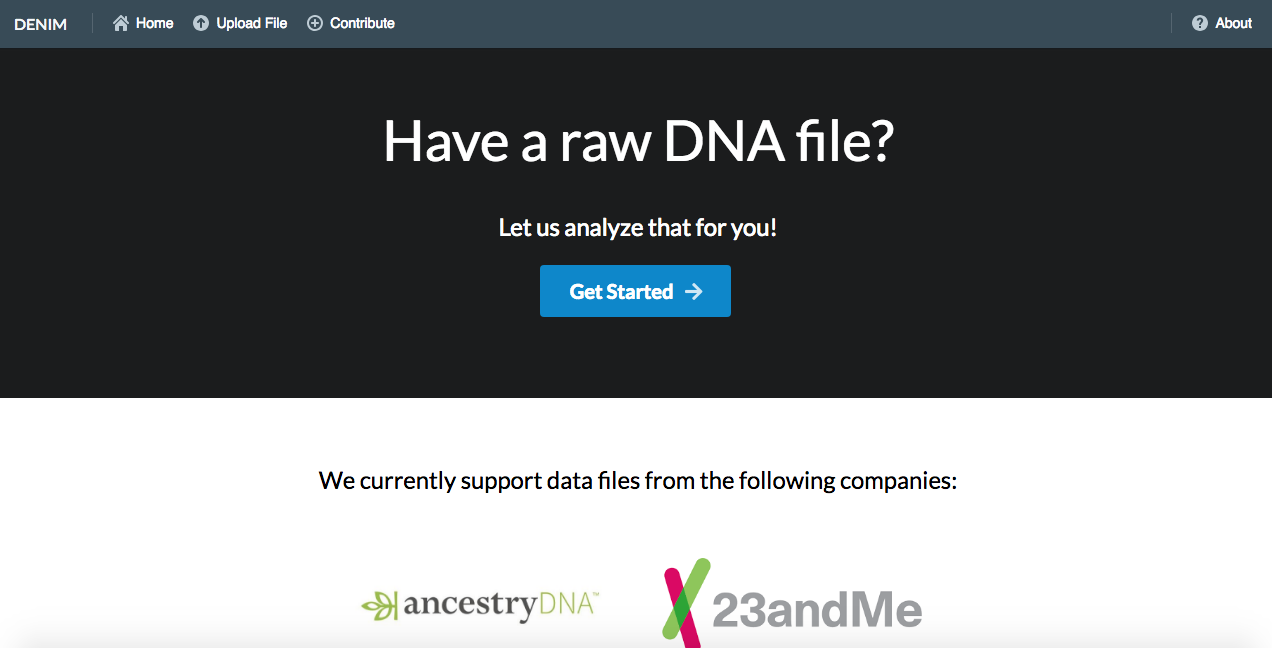 DENIM Home Upload File Contribute About
Have a raw DNA file?
Let us analyze that for you!
Get Started
We currently support data files from the following companies:
ancestryDNA™ 23andMe